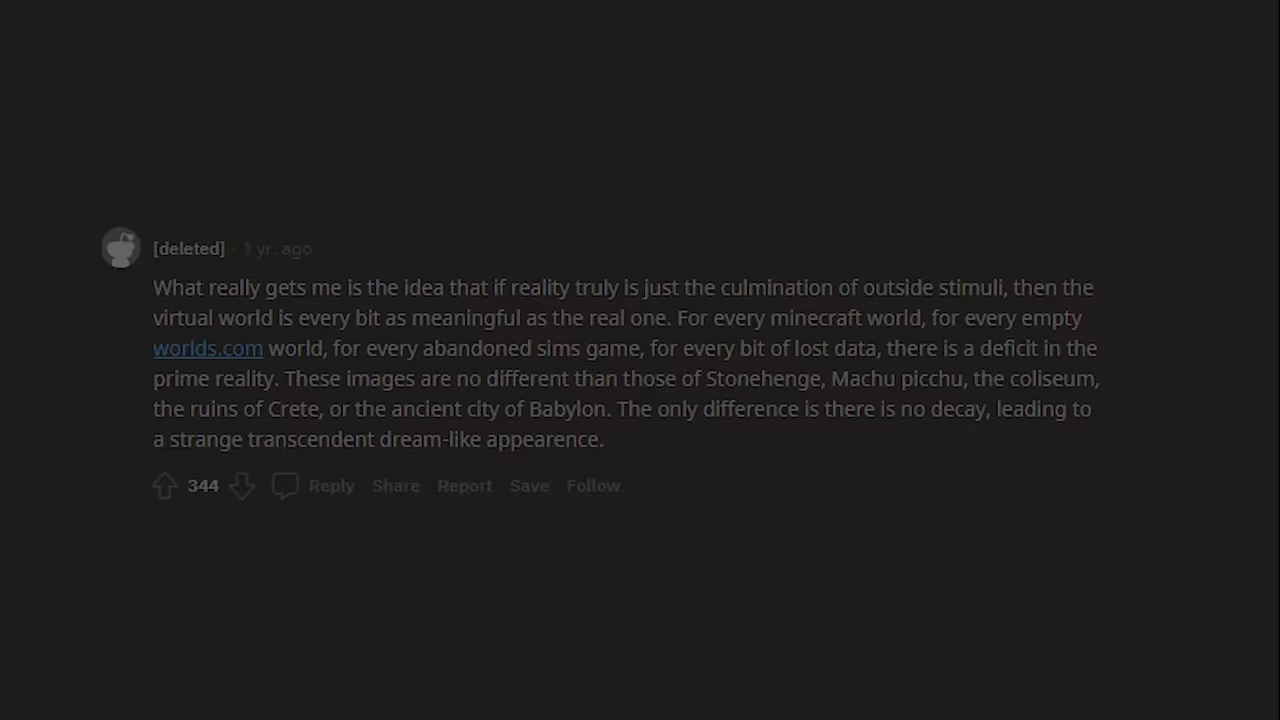 [deleted] · 1 yr. ago
What really gets me is the idea that if reality truly is just the culmination of outside stimuli, then the
virtual world is every bit as meaningful as the real one. For every minecraft world, for every empty
worlds.com world, for every abandoned sims game, for every bit of lost data, there is a deficit in the
prime reality. These images are no different than those of Stonehenge, Machu picchu, the coliseum,
the ruins of Crete, or the ancient city of Babylon. The only difference is there is no decay, leading to
a strange transcendent dream-like appearence.
344 Reply Share Report Save Follow